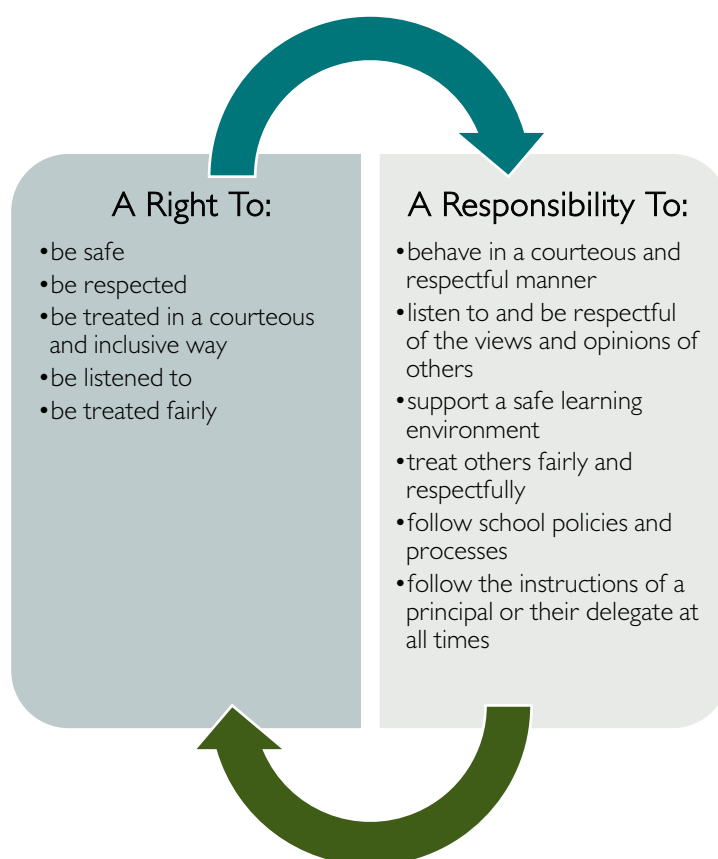 A Right To:
•be safe
•be respected
•be treated in a courteous
and inclusive way
•be listened to
•be treated fairly
A Responsibility To:
•behave in a courteous and
respectful manner
•listen to and be respectful
of the views and opinions of
others
•support a safe learning
environment
•treat others fairly and
respectfully
•follow school policies and
processes
•follow the instructions of a
principal or their delegate at
all times